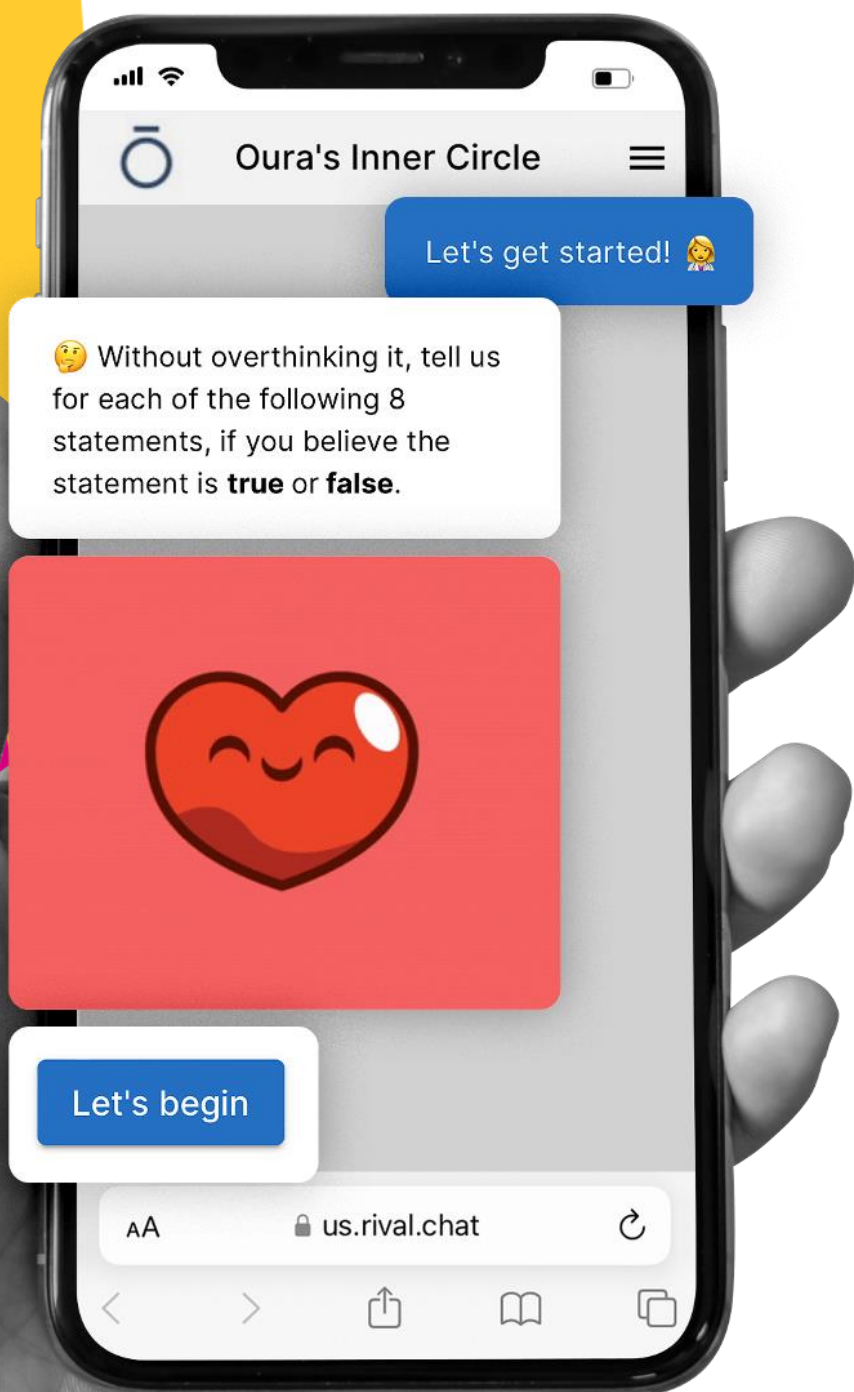 Oura's Inner Circle
Let's get started! 👩‍⚕️
🤔 Without overthinking it, tell us
for each of the following 8
statements, if you believe the
statement is true or false.
Let's begin
AA
us.rival.chat